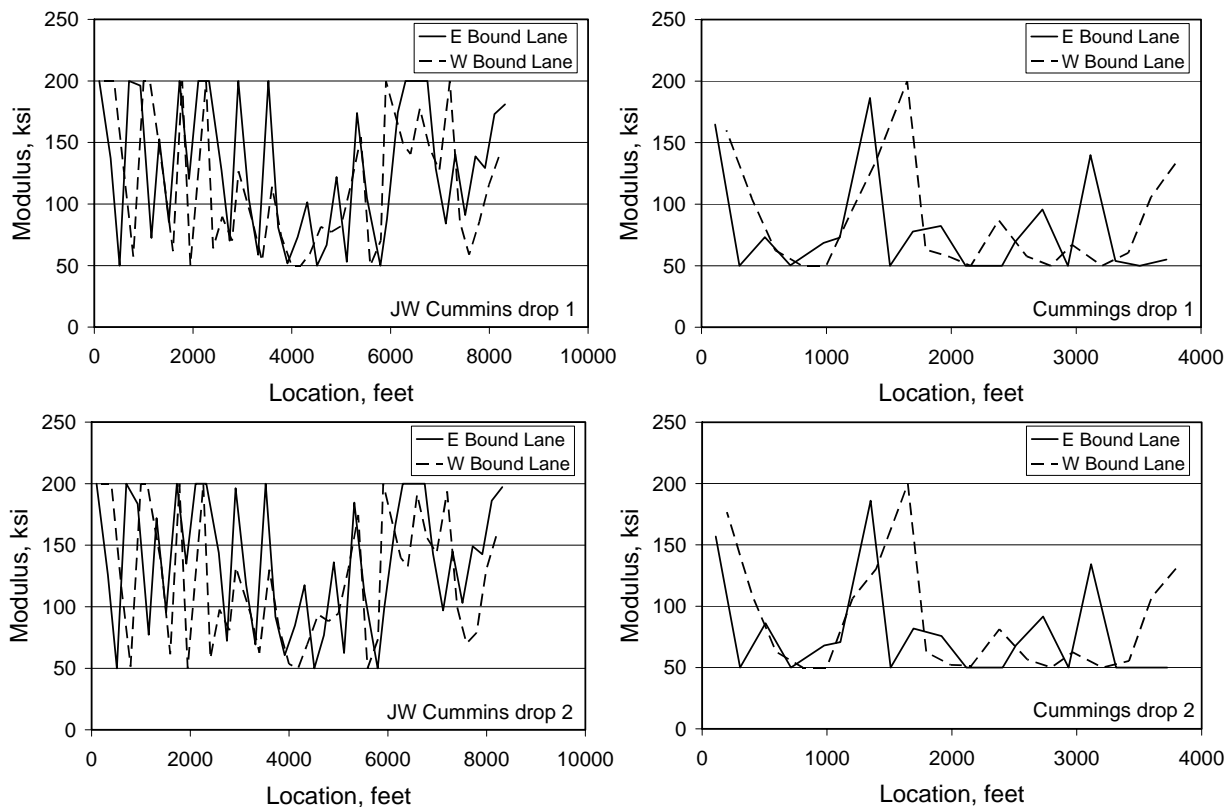 250
200
150
100
50
0
Modulus, ksi
E Bound Lane
W Bound Lane
JW Cummins drop 1
0 2000 4000 6000 8000 10000
Location, feet
250
200
150
100
50
0
Modulus, ksi
E Bound Lane
W Bound Lane
Cummings drop 1
0 1000 2000 3000 4000
Location, feet
250
200
150
100
50
0
Modulus, ksi
E Bound Lane
W Bound Lane
JW Cummins drop 2
0 2000 4000 6000 8000 10000
Location, feet
250
200
150
100
50
0
Modulus, ksi
E Bound Lane
W Bound Lane
Cummings drop 2
0 1000 2000 3000 4000
Location, feet